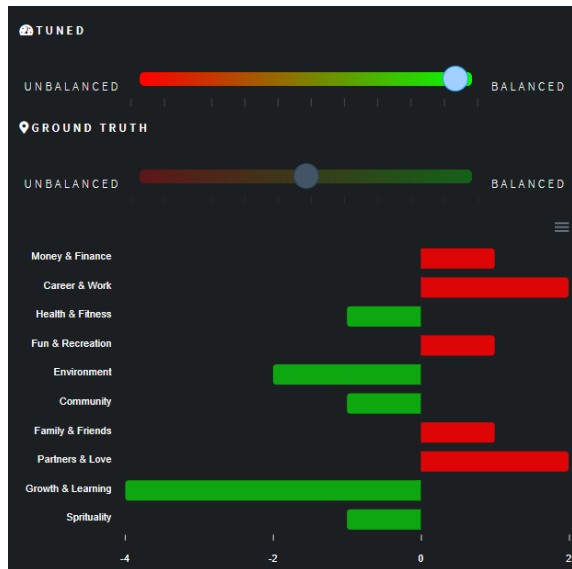 TUNED
UNBALANCED BALANCED
GROUND TRUTH
UNBALANCED BALANCED
Money & Finance
Career & Work
Health & Fitness
Fun & Recreation
Environment
Community
Family & Friends
Partners & Love
Growth & Learning
Sprituality
-4 -2 0 2